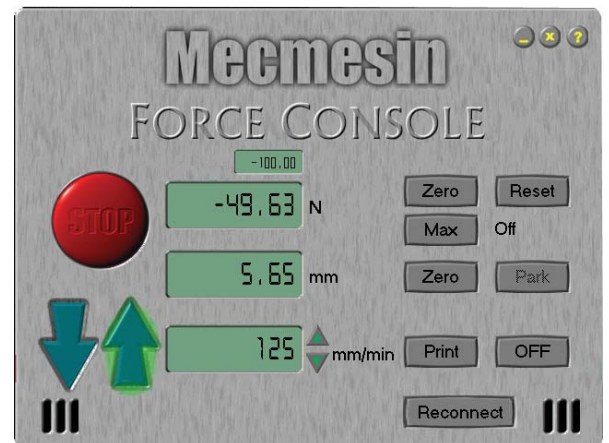 Mecmesin
- × ?
FORCE CONSOLE
-100.00
STOP
-49.63 N
Zero Reset
Max Off
5.65 mm
Zero Park
125 mm/min
Print OFF
Reconnect